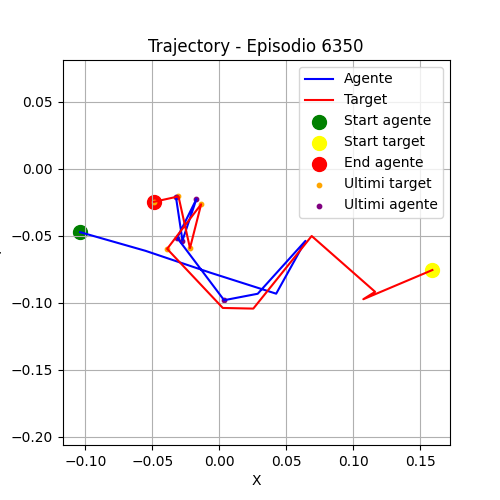 Trajectory - Episodio 6350
Agente
Target
Start agente
Start target
End agente
Ultimi target
Ultimi agente
0.05
0.00
−0.05
−0.10
−0.15
−0.20
−0.10
−0.05
0.00
0.05
0.10
0.15
X